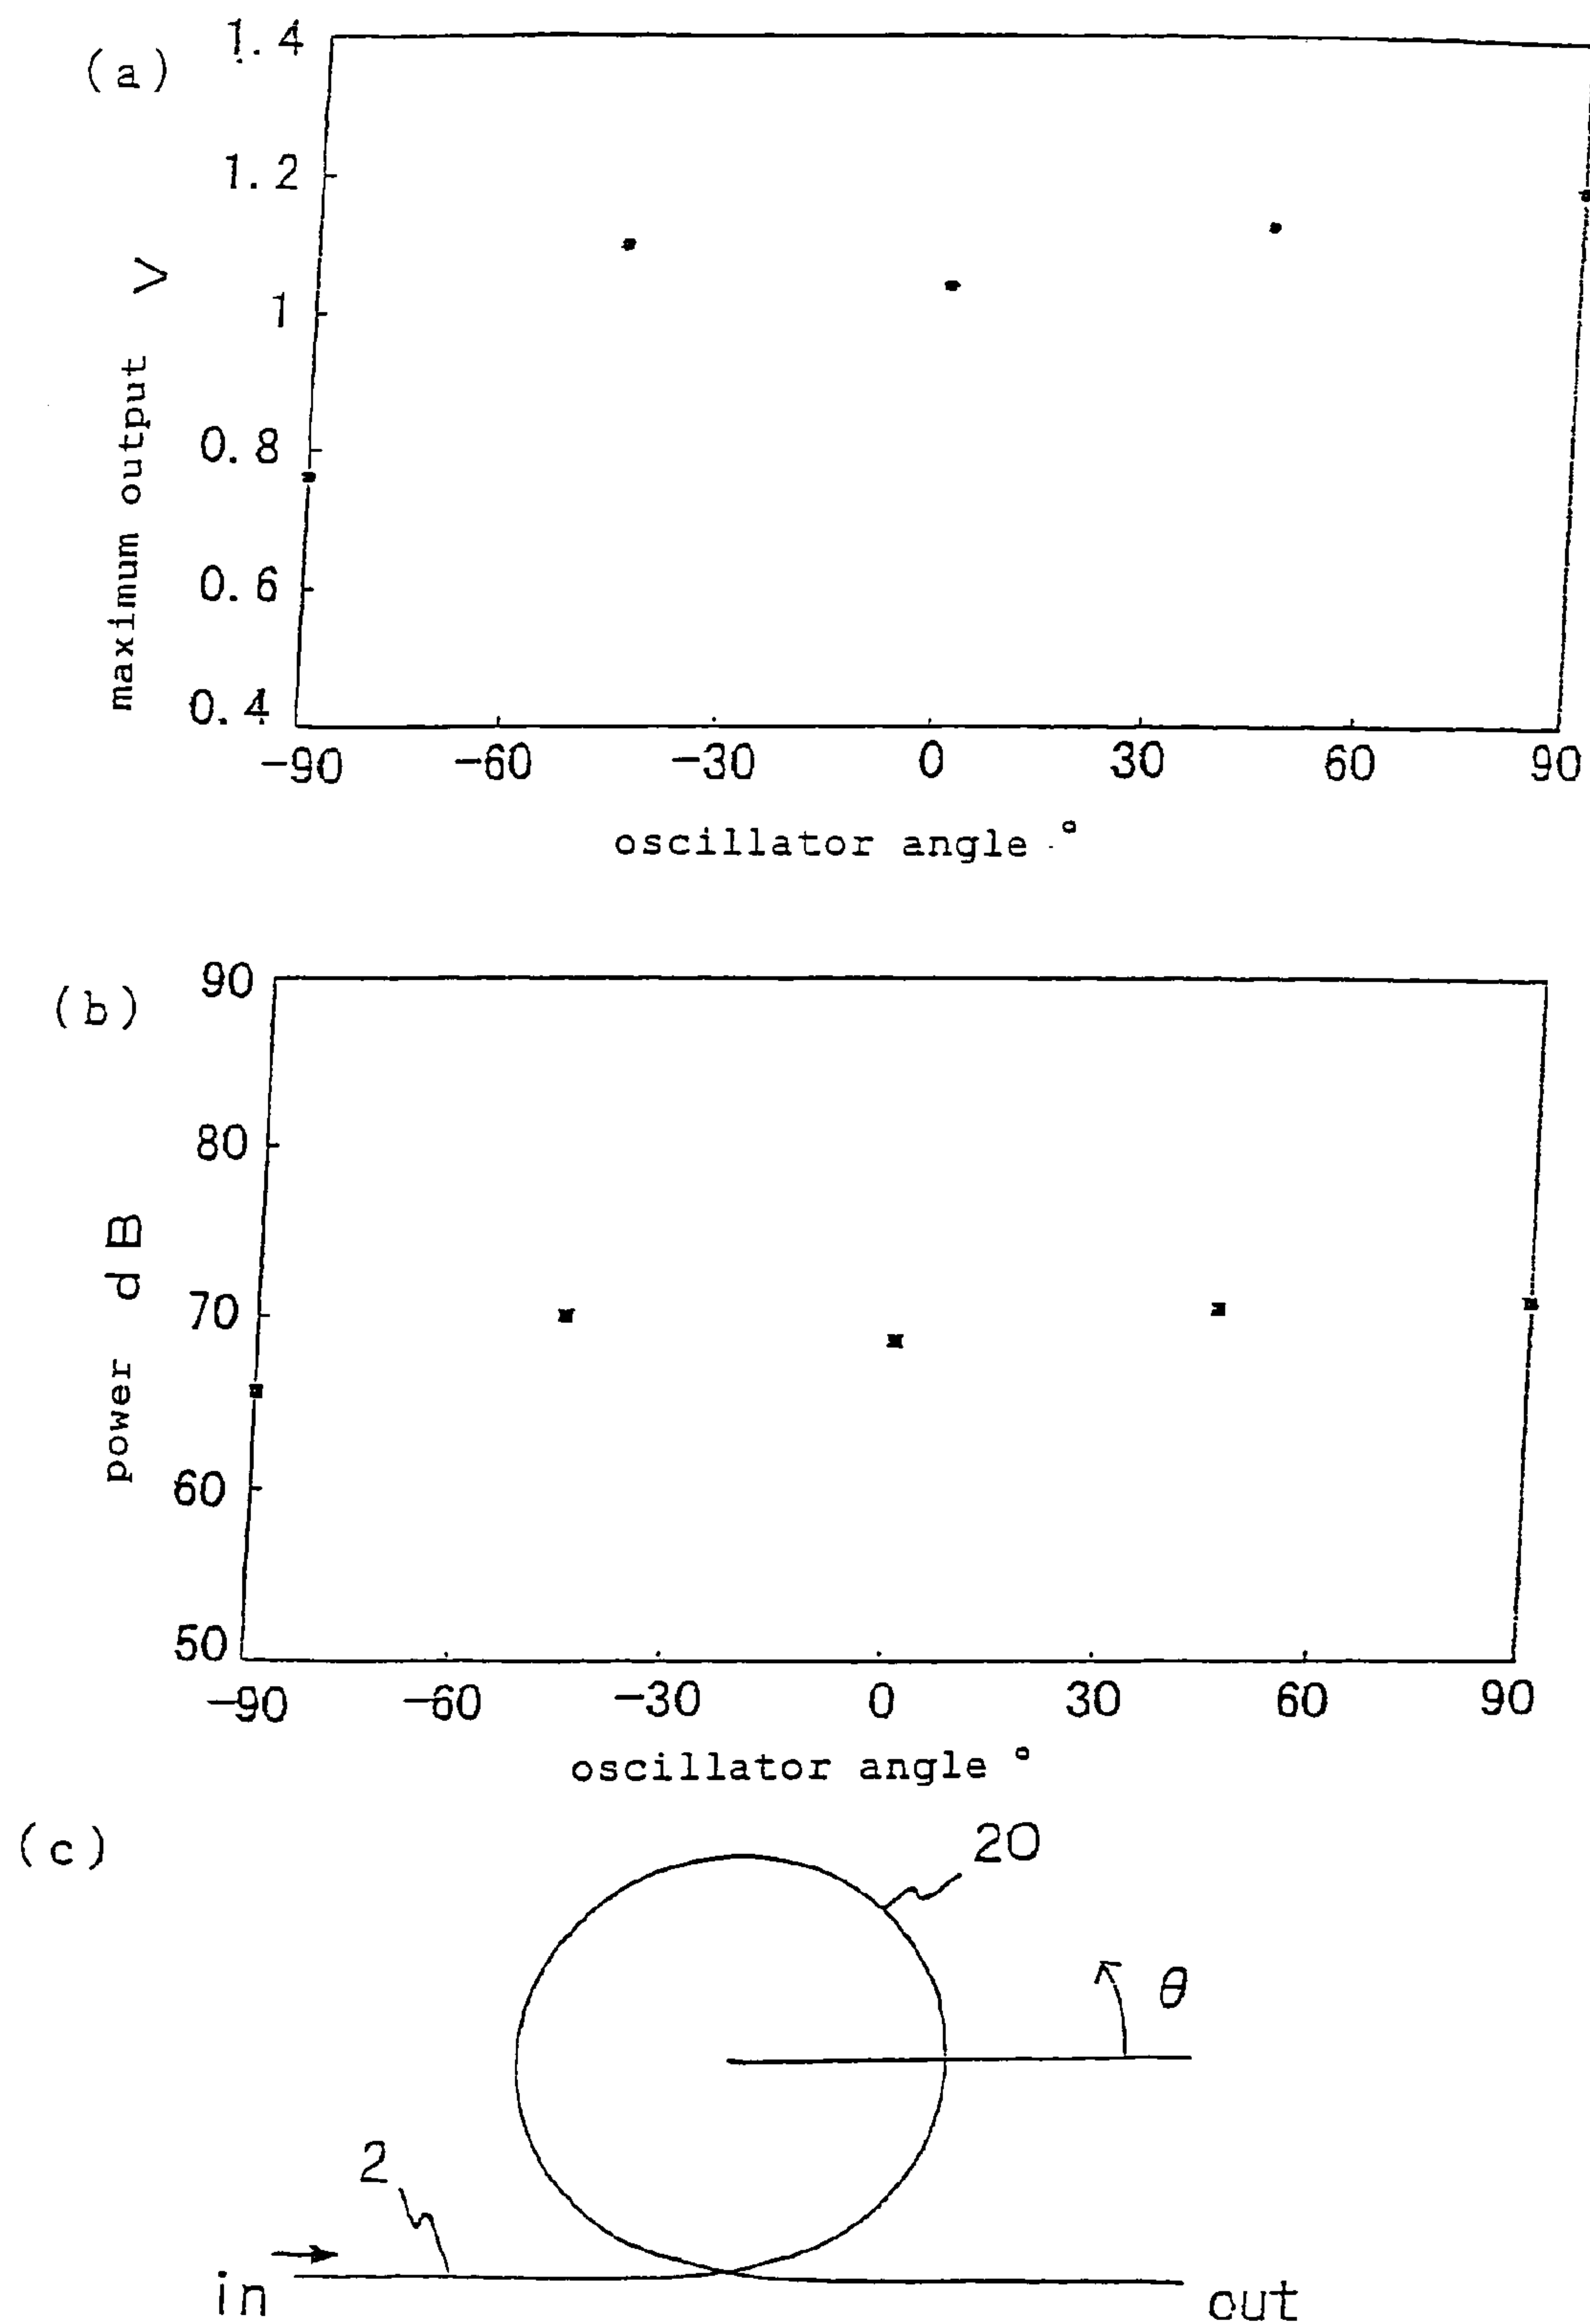 (a)
1.4
1.2
1
0.8
0.6
0.4
maximum output V
-90 -60 -30 0 30 60 90
oscillator angle °
(b)
90
80
70
60
50
power dB
-90 -60 -30 0 30 60 90
oscillator angle °
(c)
20
θ
2
in
out